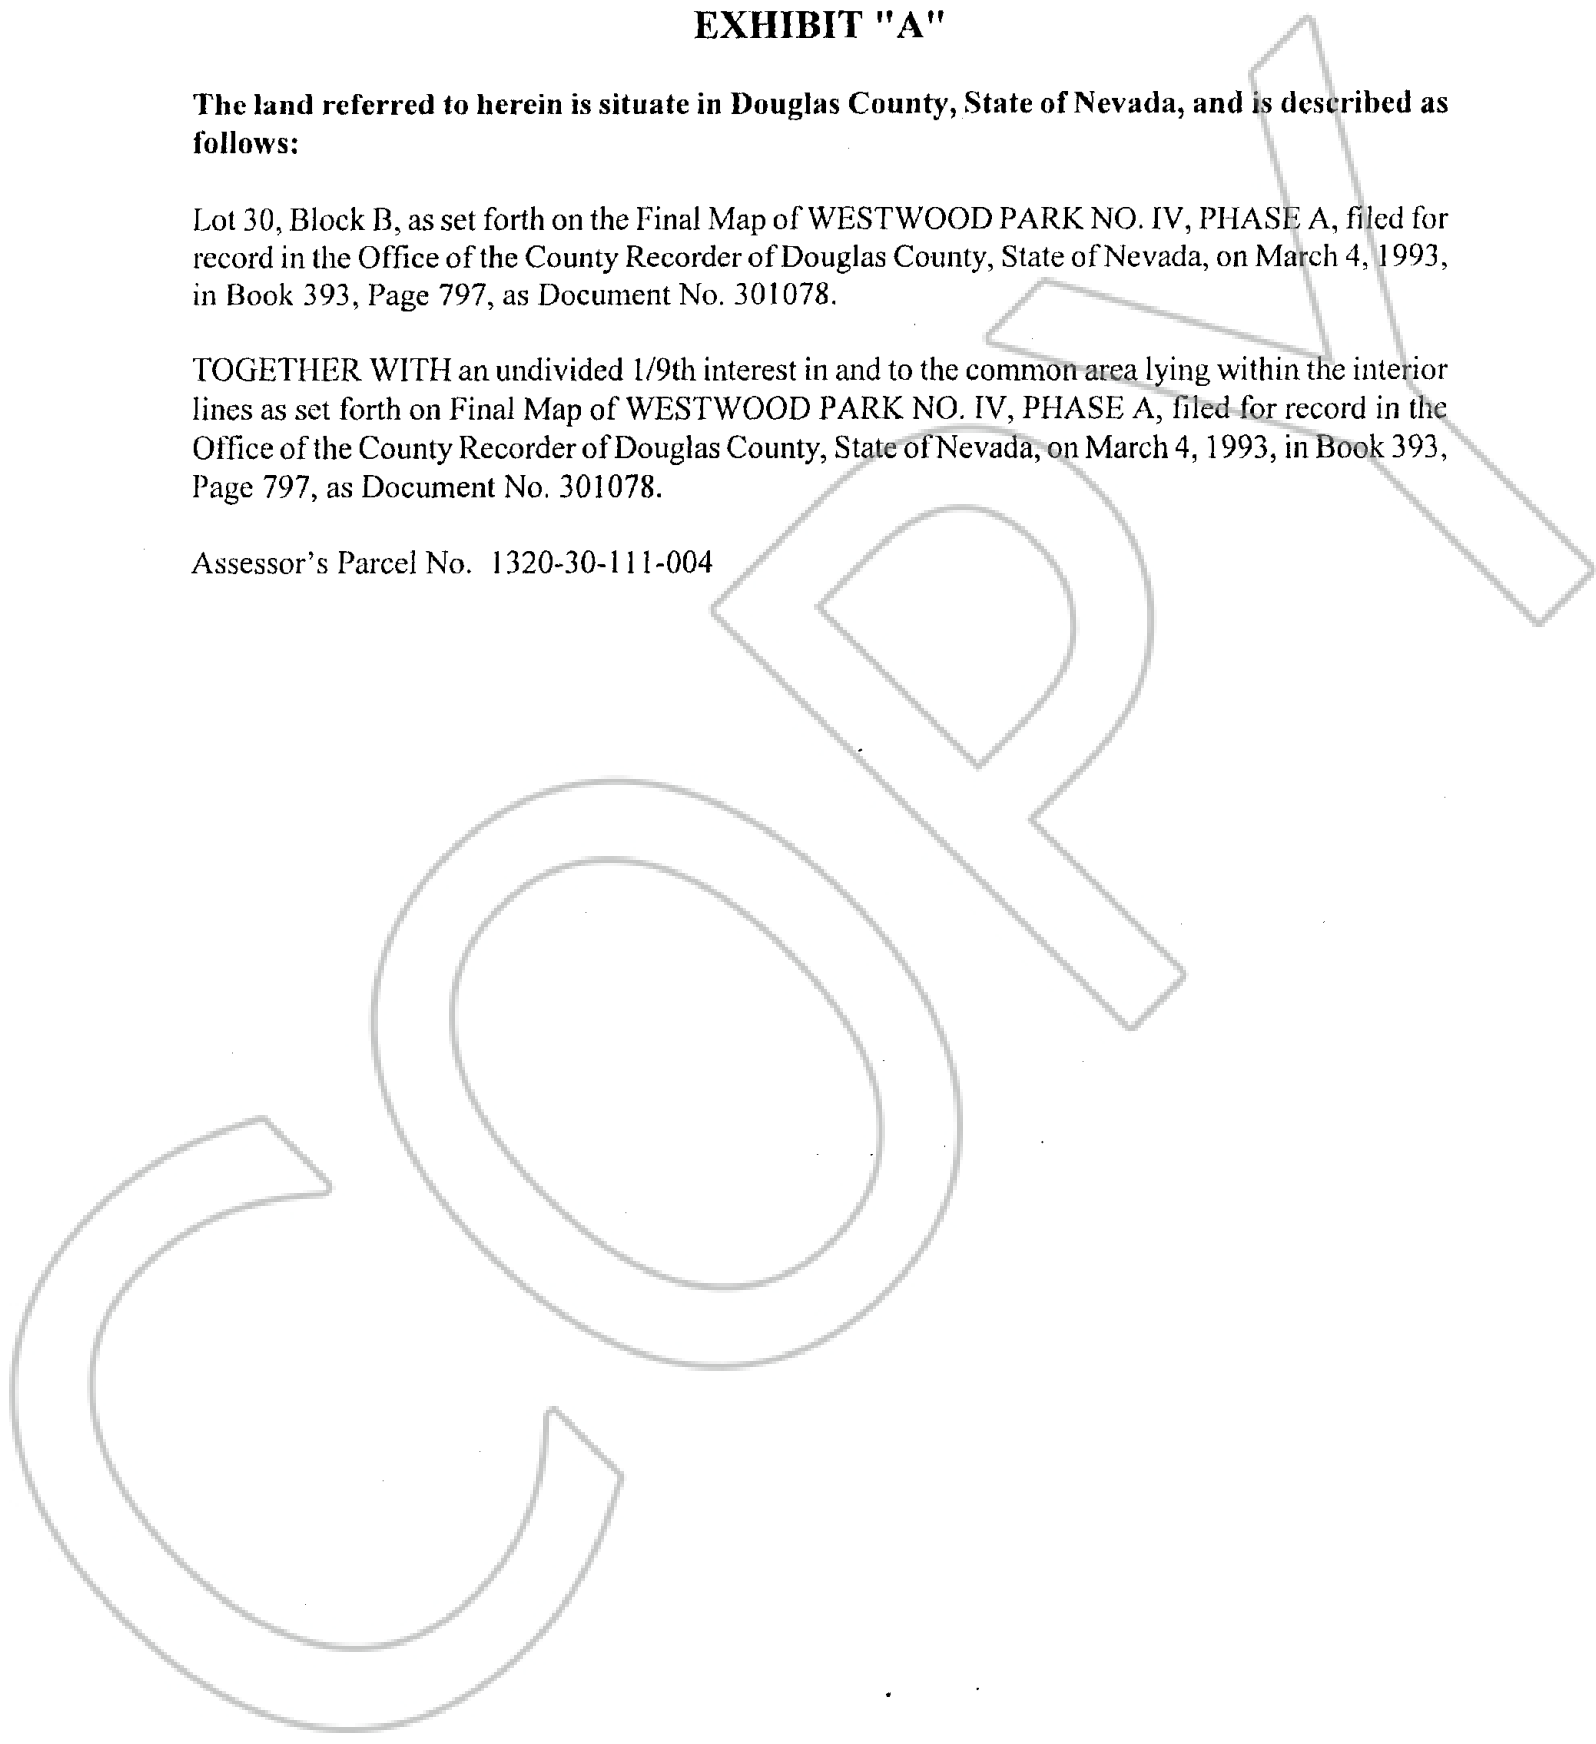 EXHIBIT "A"
The land referred to herein is situate in Douglas County, State of Nevada, and is described as
follows:
Lot 30, Block B, as set forth on the Final Map of WESTWOOD PARK NO. IV, PHASE A, filed for
record in the Office of the County Recorder of Douglas County, State of Nevada, on March 4, 1993,
in Book 393, Page 797, as Document No. 301078.
TOGETHER WITH an undivided 1/9th interest in and to the common area lying within the interior
lines as set forth on Final Map of WESTWOOD PARK NO. IV, PHASE A, filed for record in the
Office of the County Recorder of Douglas County, State of Nevada, on March 4, 1993, in Book 393,
Page 797, as Document No. 301078.
Assessor's Parcel No. 1320-30-111-004
COPY